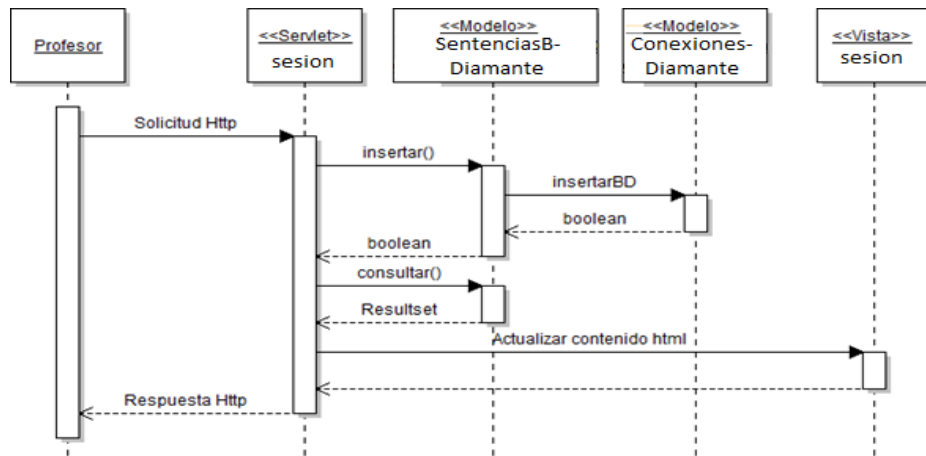 Profesor
<<Servlet>>
sesion
<<Modelo>>
SentenciasB-
Diamante
<<Modelo>>
Conexiones-
Diamante
<<Vista>>
sesion
Solicitud Http
insertar()
insertarBD
boolean
boolean
consultar()
Resultset
Actualizar contenido html
Respuesta Http